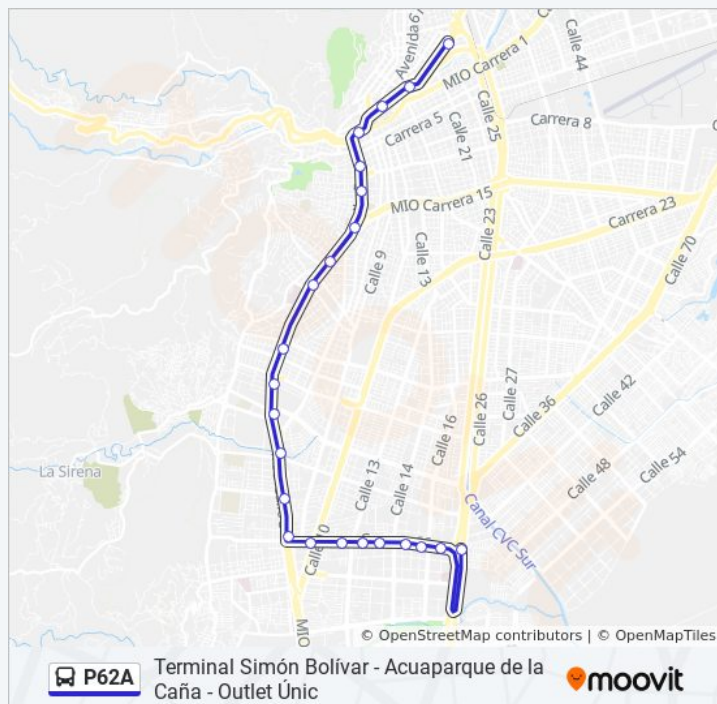 Avenida6N
Calle 44
MIO Carrera 1
Carrera 5
Calle 25
Carrera 8
Calle 21
MIO Carrera 15
Carrera 23
Calle 23
Calle 9
Calle 13
Calle 70
Calle 27
Calle 26
Calle 36
Calle 42
Calle 16
Calle 54
Calle 48
La Sirena
Calle 13
Calle 14
Canal-CVC-Sur
Calle 10
MIO
© OpenStreetMap contributors | © OpenMapTiles
P62A
Terminal Simón Bolívar - Acuaparque de la
Caña - Outlet Únic
moovit